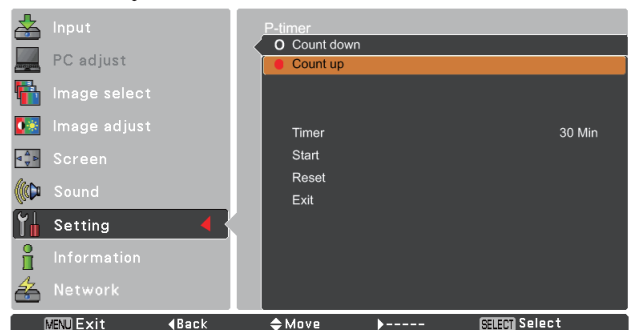 Input
PC adjust
Image select
Image adjust
Screen
Sound
Setting
Information
Network
P-timer
Count down
Count up
Timer 30 Min
Start
Reset
Exit
MENU Exit Back Move ----- SELECT Select